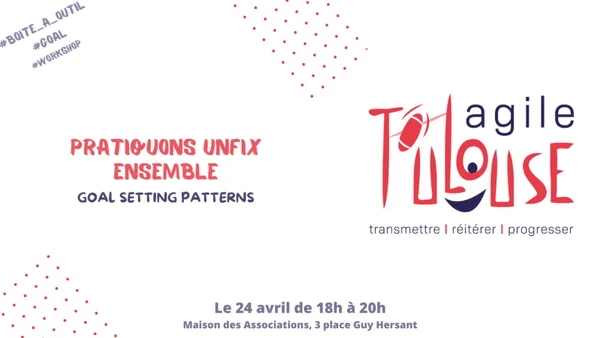 #BOITE_A_OUTIL
#GOAL
#WORKSHOP
PRATIQUONS UNFIX
ENSEMBLE
GOAL SETTING PATTERNS
agile
TOULOUSE
transmettre | réitérer | progresser
Le 24 avril de 18h à 20h
Maison des Associations, 3 place Guy Hersant